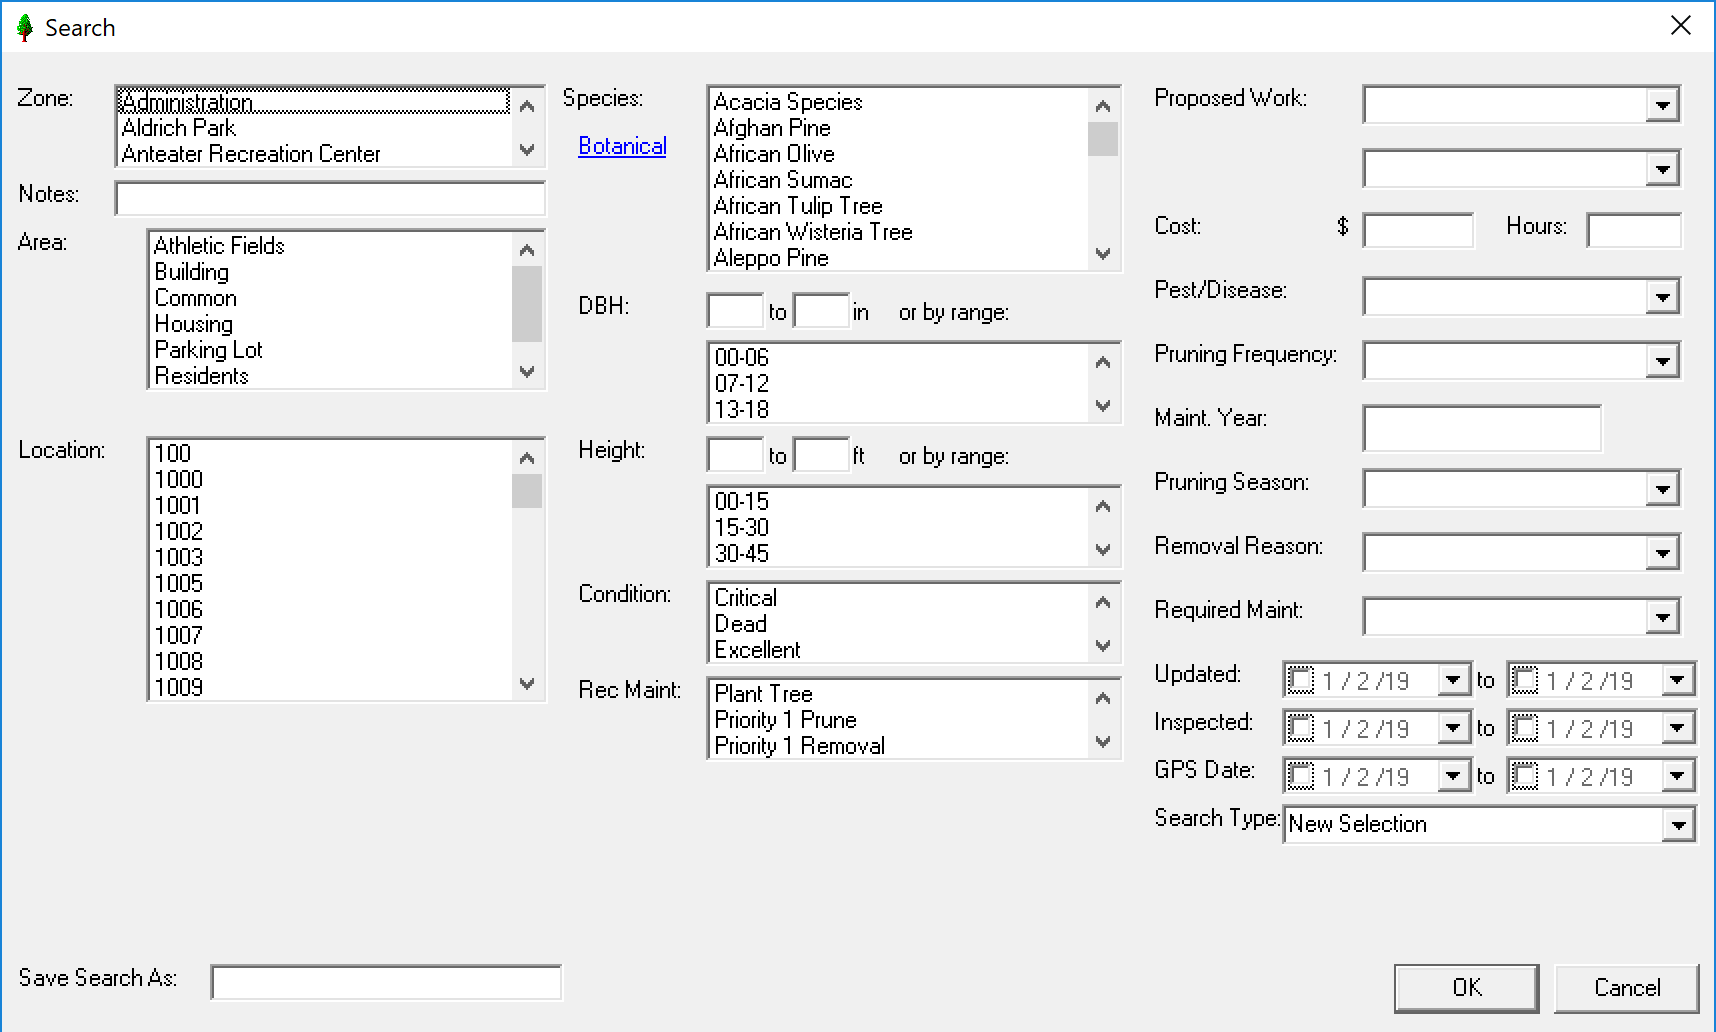 Search
Zone:
Administration
Aldrich Park
Anteater Recreation Center
Notes:
Area:
Athletic Fields
Building
Common
Housing
Parking Lot
Residents
Location:
100
1000
1001
1002
1003
1005
1006
1007
1008
1009
Species:
Botanical
Acacia Species
Afghan Pine
African Olive
African Sumac
African Tulip Tree
African Wisteria Tree
Aleppo Pine
DBH: to in or by range:
00-06
07-12
13-18
Height: to ft or by range:
00-15
15-30
30-45
Condition:
Critical
Dead
Excellent
Rec Maint:
Plant Tree
Priority 1 Prune
Priority 1 Removal
Proposed Work:
Cost: $ Hours:
Pest/Disease:
Pruning Frequency:
Maint. Year:
Pruning Season:
Removal Reason:
Required Maint:
Updated: 1 / 2 /19 to 1 / 2 /19
Inspected: 1 / 2 /19 to 1 / 2 /19
GPS Date: 1 / 2 /19 to 1 / 2 /19
Search Type: New Selection
Save Search As:
OK
Cancel